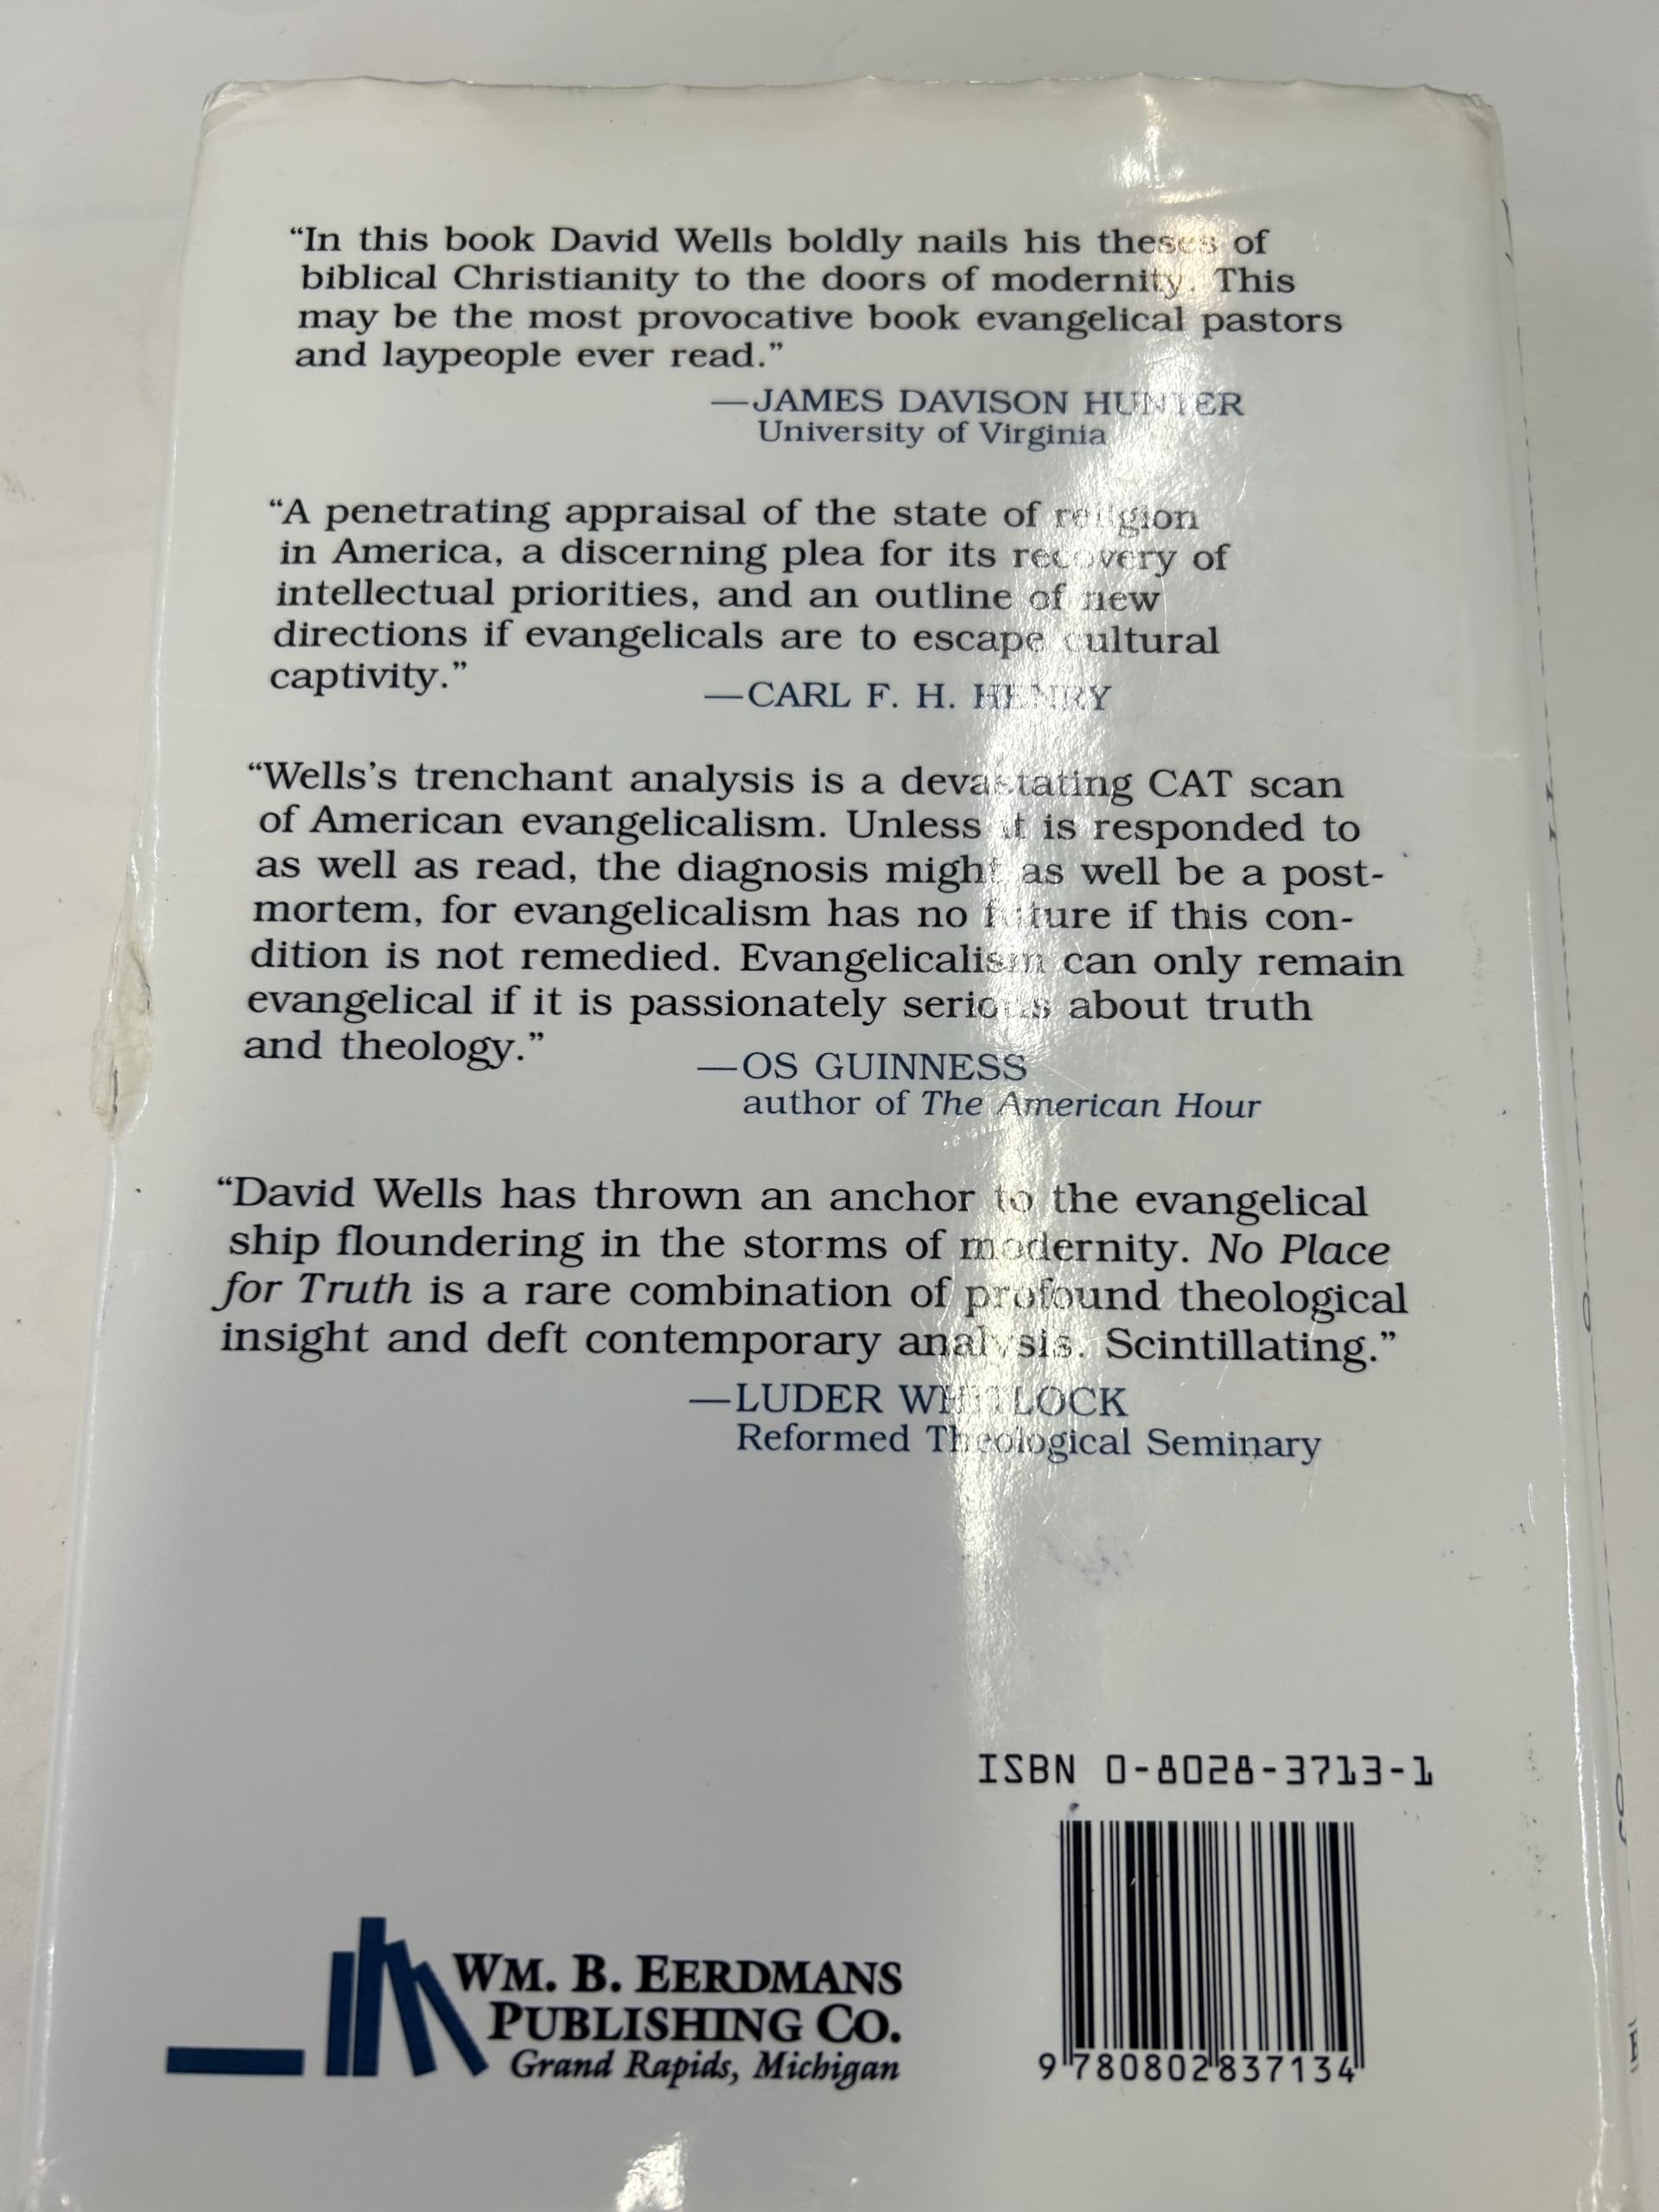 “In this book David Wells boldly nails his theses of
biblical Christianity to the doors of modernity. This
may be the most provocative book evangelical pastors
and laypeople ever read.”
—JAMES DAVISON HUNTER
University of Virginia
“A penetrating appraisal of the state of religion
in America, a discerning plea for its recovery of
intellectual priorities, and an outline of new
directions if evangelicals are to escape cultural
captivity.”
—CARL F. H. HENRY
“Wells’s trenchant analysis is a devastating CAT scan
of American evangelicalism. Unless it is responded to
as well as read, the diagnosis might as well be a post-
mortem, for evangelicalism has no future if this con-
dition is not remedied. Evangelicalism can only remain
evangelical if it is passionately serious about truth
and theology.”
—OS GUINNESS
author of The American Hour
“David Wells has thrown an anchor to the evangelical
ship floundering in the storms of modernity. No Place
for Truth is a rare combination of profound theological
insight and deft contemporary analysis. Scintillating.”
—LUDER WHITLOCK
Reformed Theological Seminary
ISBN 0-8028-3713-1
WM. B. EERDMANS
PUBLISHING CO.
Grand Rapids, Michigan
9 780802 837134